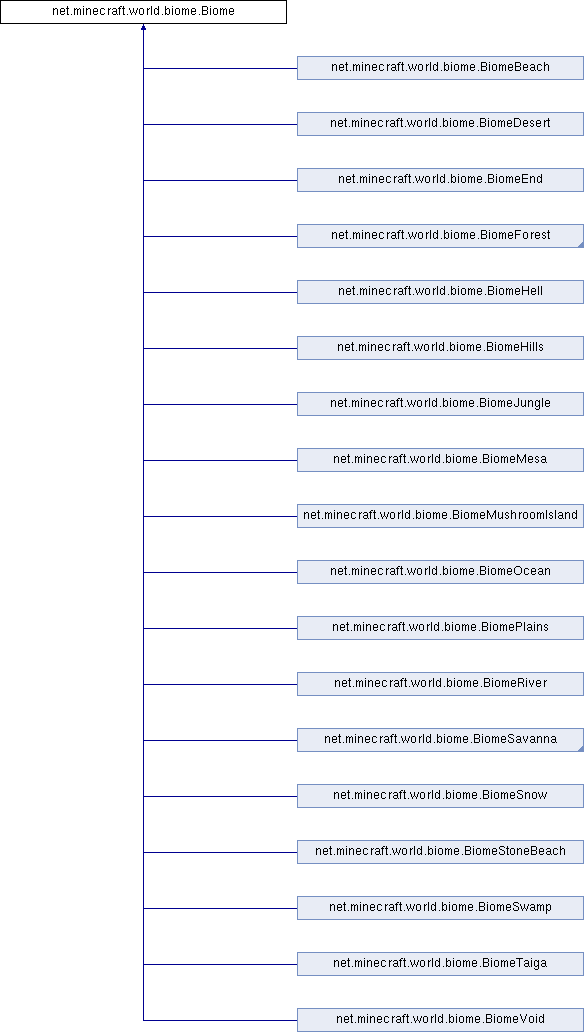 net.minecraft.world.biome.Biome
net.minecraft.world.biome.BiomeBeach
net.minecraft.world.biome.BiomeDesert
net.minecraft.world.biome.BiomeEnd
net.minecraft.world.biome.BiomeForest
net.minecraft.world.biome.BiomeHell
net.minecraft.world.biome.BiomeHills
net.minecraft.world.biome.BiomeJungle
net.minecraft.world.biome.BiomeMesa
net.minecraft.world.biome.BiomeMushroomIsland
net.minecraft.world.biome.BiomeOcean
net.minecraft.world.biome.BiomePlains
net.minecraft.world.biome.BiomeRiver
net.minecraft.world.biome.BiomeSavanna
net.minecraft.world.biome.BiomeSnow
net.minecraft.world.biome.BiomeStoneBeach
net.minecraft.world.biome.BiomeSwamp
net.minecraft.world.biome.BiomeTaiga
net.minecraft.world.biome.BiomeVoid